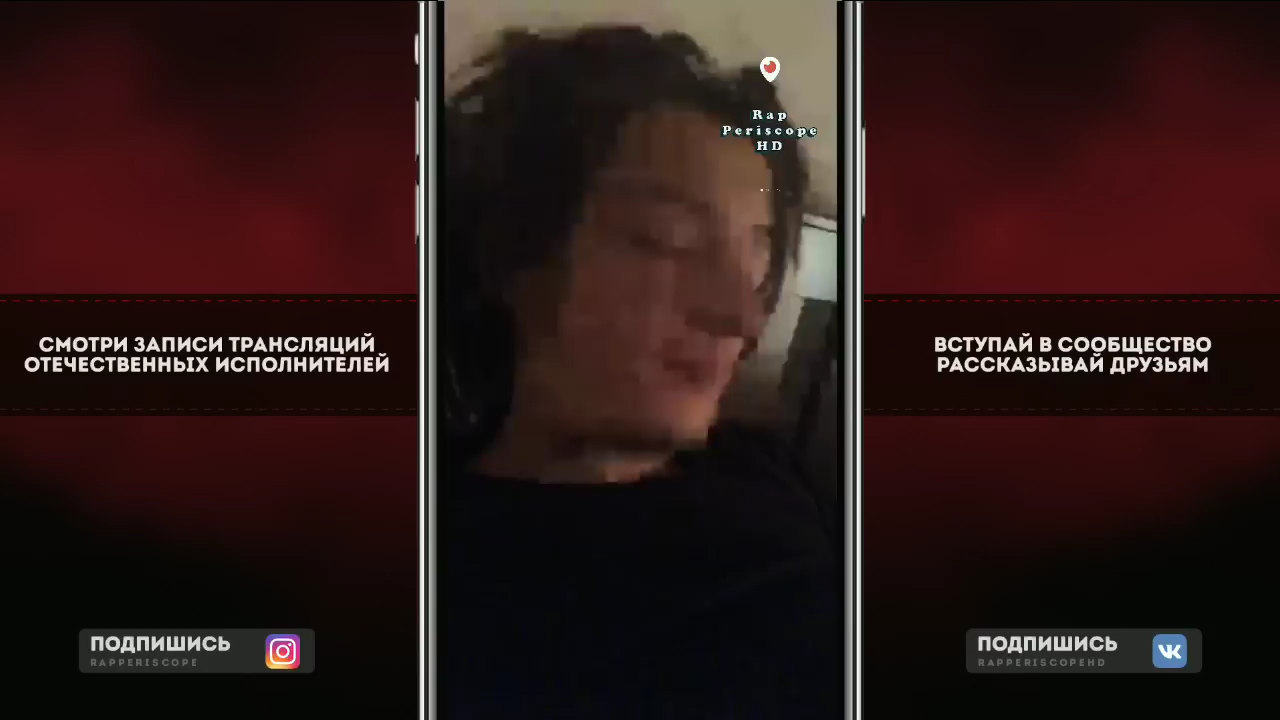 Rap
Periscope
HD
СМОТРИ ЗАПИСИ ТРАНСЛЯЦИЙ
ОТЕЧЕСТВЕННЫХ ИСПОЛНИТЕЛЕЙ
ВСТУПАЙ В СООБЩЕСТВО
РАССКАЗЫВАЙ ДРУЗЬЯМ
ПОДПИШИСЬ
RAPPERISCOPE
ПОДПИШИСЬ
RAPPERISCOPEHD